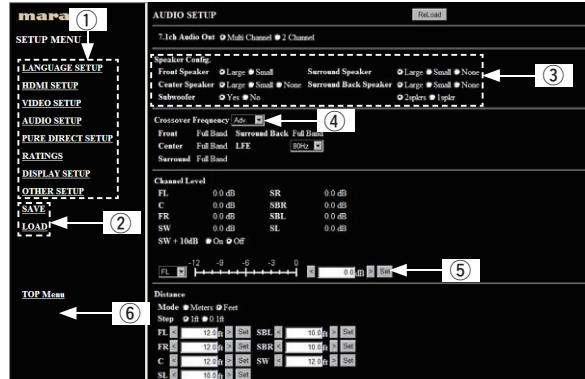 mara
①
SETUP MENU
LANGUAGE SETUP
HDMI SETUP
VIDEO SETUP
AUDIO SETUP
PURE DIRECT SETUP
RATINGS
DISPLAY SETUP
OTHER SETUP
SAVE
LOAD
②
TOP Menu
⑥
AUDIO SETUP ReLoad
7.1ch Audio Out Multi Channel 2 Channel
Speaker Config.
Front Speaker Large Small Surround Speaker Large Small None
Center Speaker Large Small None Surround Back Speaker Large Small None
Subwoofer Yes No 2spkrs 1spkr
③
Crossover Frequency Adv. ④
Front Full Band Surround Back Full Band
Center Full Band LFE 80Hz
Surround Full Band
Channel Level
FL 0.0 dB SR 0.0 dB
C 0.0 dB SBR 0.0 dB
FR 0.0 dB SBL 0.0 dB
SW 0.0 dB SL 0.0 dB
SW + 10dB On Off
-12 -9 -6 -3 0
FL < 0.0 dB > Set ⑤
Distance
Mode Meters Feet
Step 1ft 0.1ft
FL < 12.0 ft > Set SBL < 10.0 ft > Set
FR < 12.0 ft > Set SBR < 10.0 ft > Set
C < 12.0 ft > Set SW < 12.0 ft > Set
SL < 10.0 ft > Set